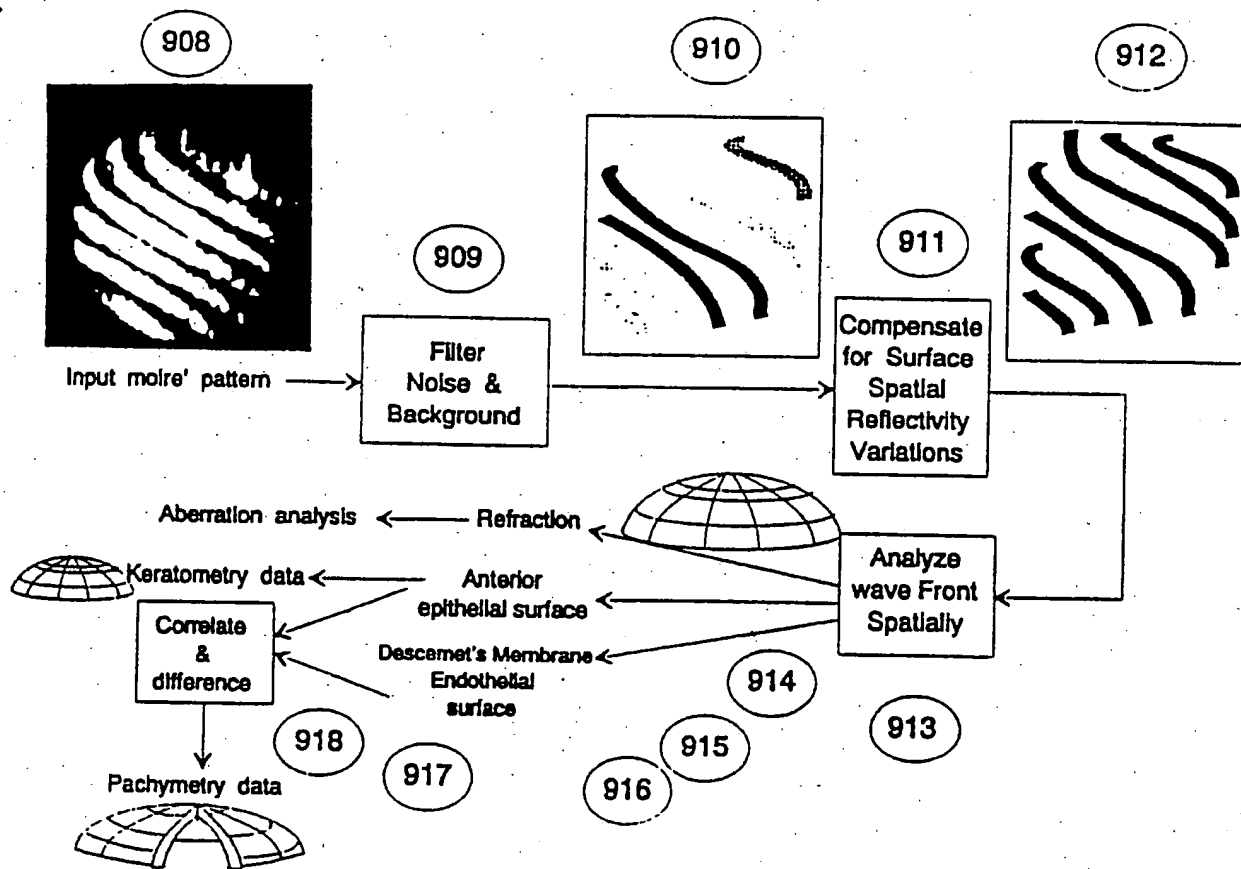 908
910
912
909
911
Input moire' pattern
Filter
Noise &
Background
Compensate
for Surface
Spatial
Reflectivity
Variations
Aberration analysis
Refraction
Analyze
wave Front
Spatially
Keratometry data
Anterior
epithelial surface
Correlate
&
difference
Descemet's Membrane
Endothelial
surface
914
913
915
916
918
917
Pachymetry data